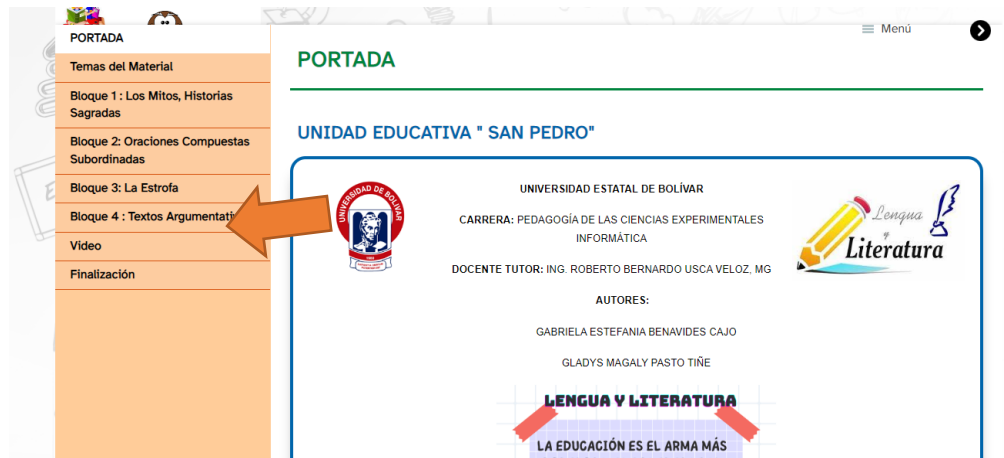 Menú
PORTADA
Temas del Material
Bloque 1 : Los Mitos, Historias
Sagradas
Bloque 2: Oraciones Compuestas
Subordinadas
Bloque 3: La Estrofa
Bloque 4 : Textos Argumentati
Video
Finalización
PORTADA
UNIDAD EDUCATIVA " SAN PEDRO"
UNIVERSIDAD DE BOLIVAR
UNIVERSIDAD ESTATAL DE BOLÍVAR
CARRERA: PEDAGOGÍA DE LAS CIENCIAS EXPERIMENTALES
INFORMÁTICA
DOCENTE TUTOR: ING. ROBERTO BERNARDO USCA VELOZ, MG
AUTORES:
GABRIELA ESTEFANIA BENAVIDES CAJO
GLADYS MAGALY PASTO TIÑE
Lengua
y
Literatura
LENGUA Y LITERATURA
LA EDUCACIÓN ES EL ARMA MÁS